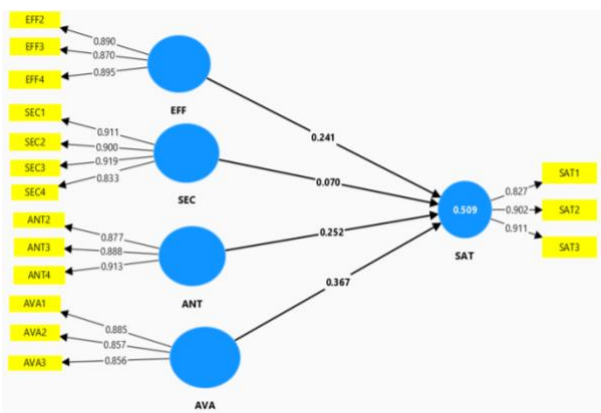 EFF2
0.890
EFF3
0.870
EFF4
0.895
EFF
SEC1
0.911
SEC2
0.900
SEC3
0.919
SEC4
0.833
SEC
ANT2
0.877
ANT3
0.888
ANT4
0.913
ANT
AVA1
0.885
AVA2
0.857
AVA3
0.856
AVA
0.241
0.070
0.252
0.367
0.509
SAT
0.827
SAT1
0.902
SAT2
0.911
SAT3